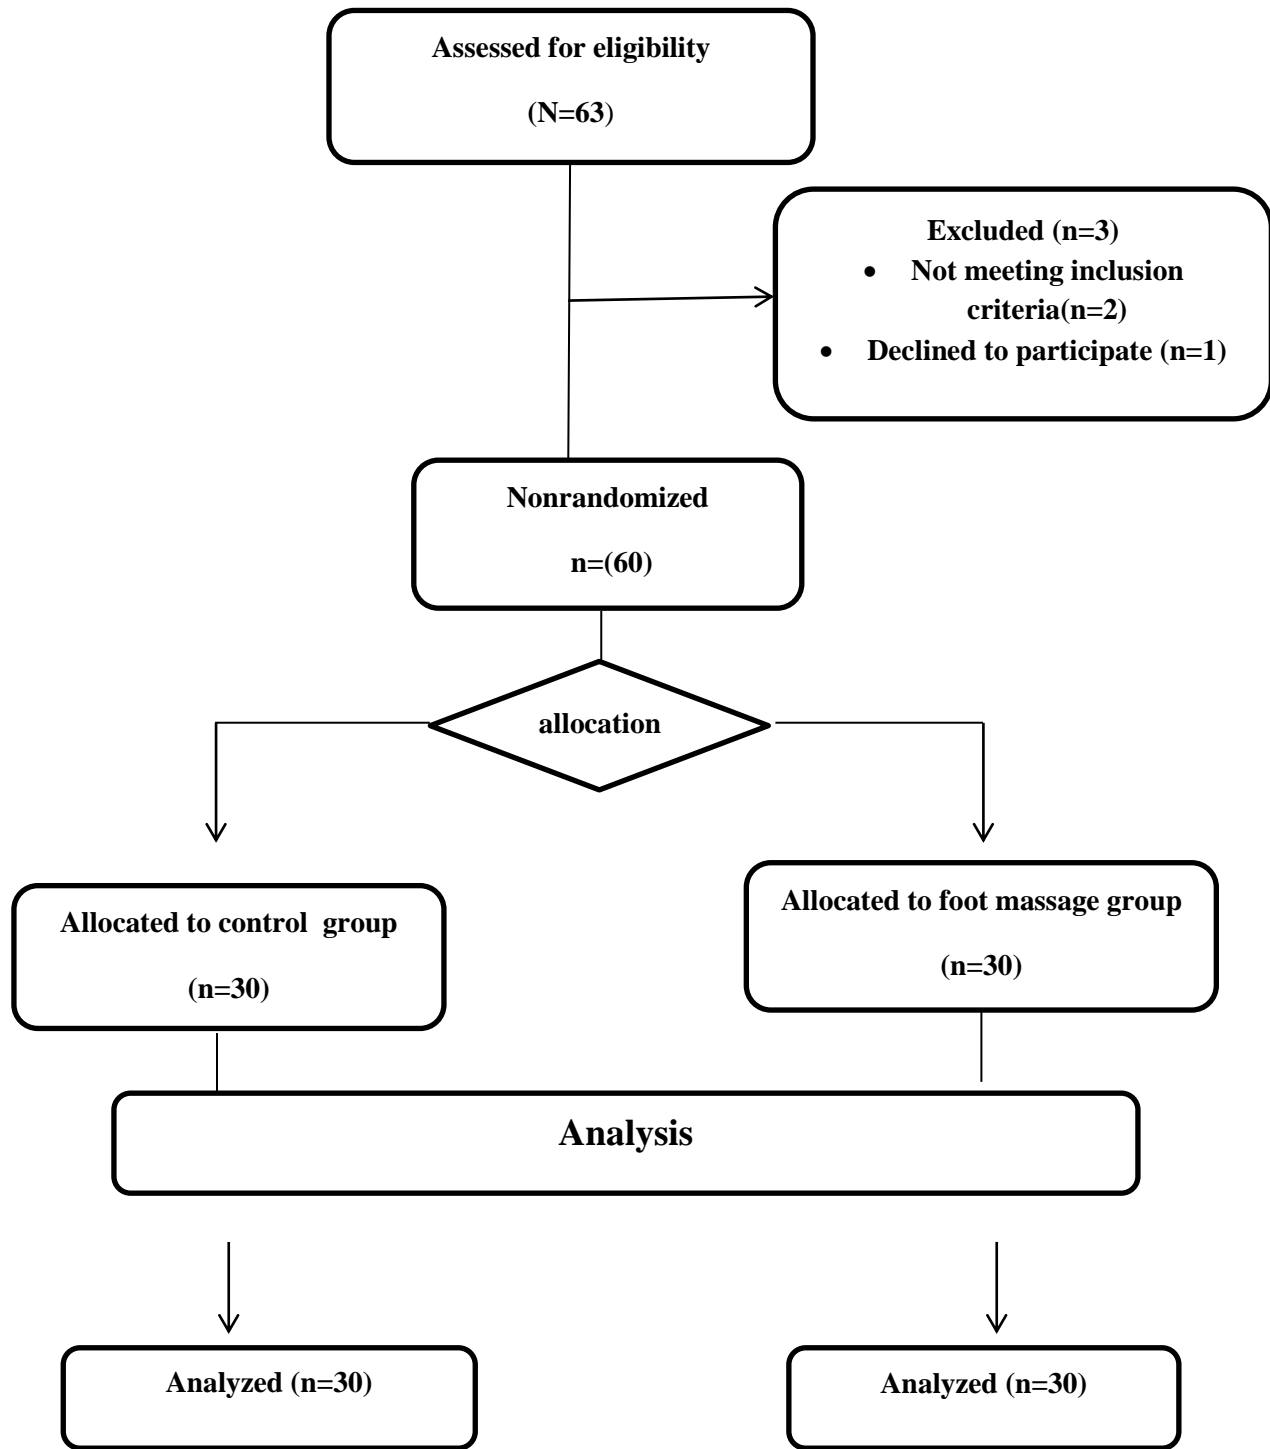 Assessed for eligibility
(N=63)
Excluded (n=3)
• Not meeting inclusion
criteria(n=2)
• Declined to participate (n=1)
Nonrandomized
n=(60)
allocation
Allocated to control group
(n=30)
Allocated to foot massage group
(n=30)
Analysis
Analyzed (n=30)
Analyzed (n=30)